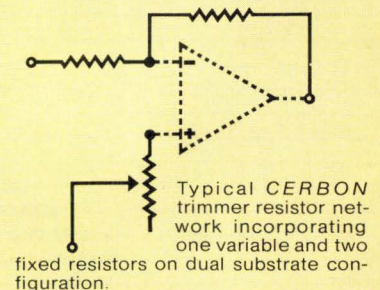 Typical CERBON
trimmer resistor net-
work incorporating
one variable and two
fixed resistors on dual substrate con-
figuration.